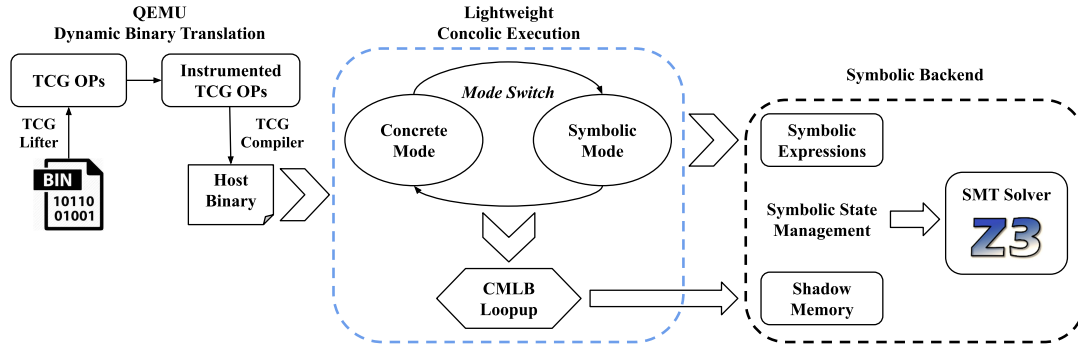 QEMU
Dynamic Binary Translation
TCG OPs
Instrumented
TCG OPs
TCG
Lifter
TCG
Compiler
BIN
10110
01001
Host
Binary
Lightweight
Concolic Execution
Mode Switch
Concrete
Mode
Symbolic
Mode
CMLB
Loopup
Symbolic Backend
Symbolic
Expressions
Symbolic State
Management
SMT Solver
Z3
Shadow
Memory